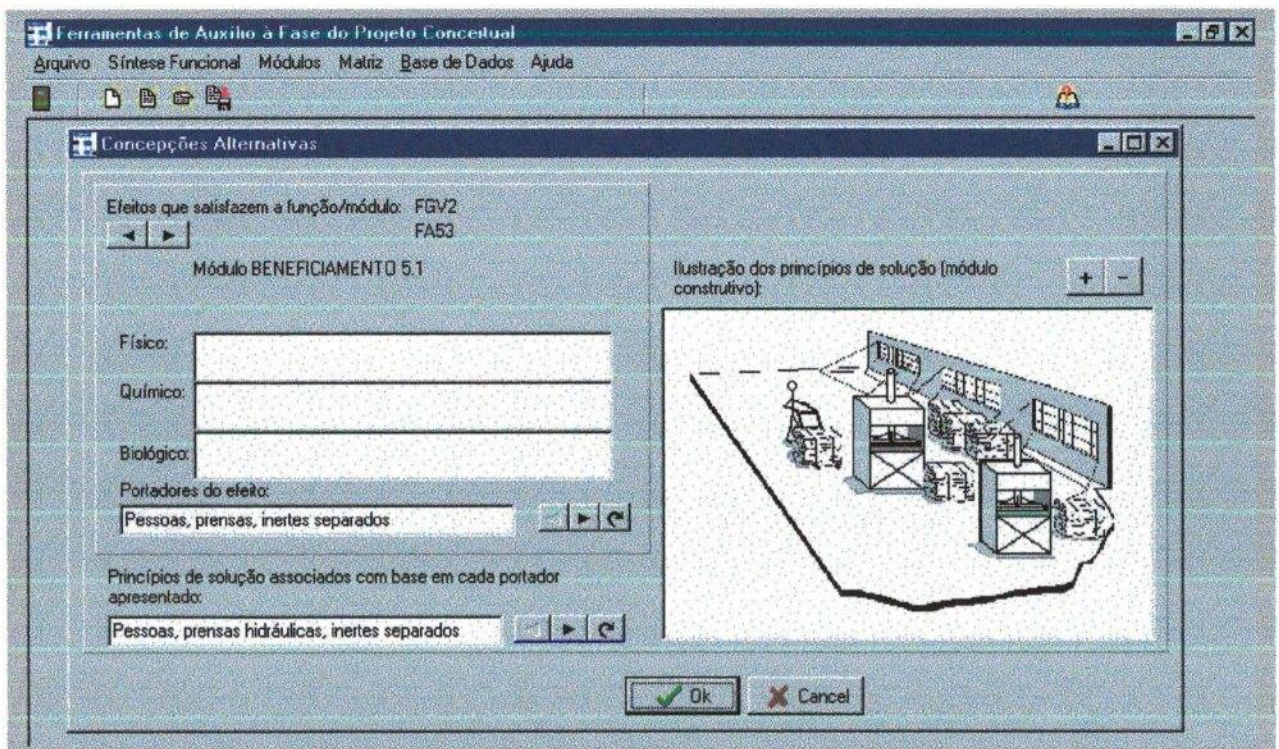 Ferramentas de Auxílio à Fase do Projeto Conceitual
Arquivo Síntese Funcional Módulos Matriz Base de Dados Ajuda
Concepções Alternativas
Efeitos que satisfazem a função/módulo: FGV2
FA53
Módulo BENEFICIAMENTO 5.1
Ilustração dos princípios de solução (módulo
construtivo):
+ -
Físico:
Químico:
Biológico:
Portadores do efeito:
Pessoas, prensas, inertes separados
Princípios de solução associados com base em cada portador
apresentado:
Pessoas, prensas hidráulicas, inertes separados
Ok Cancel